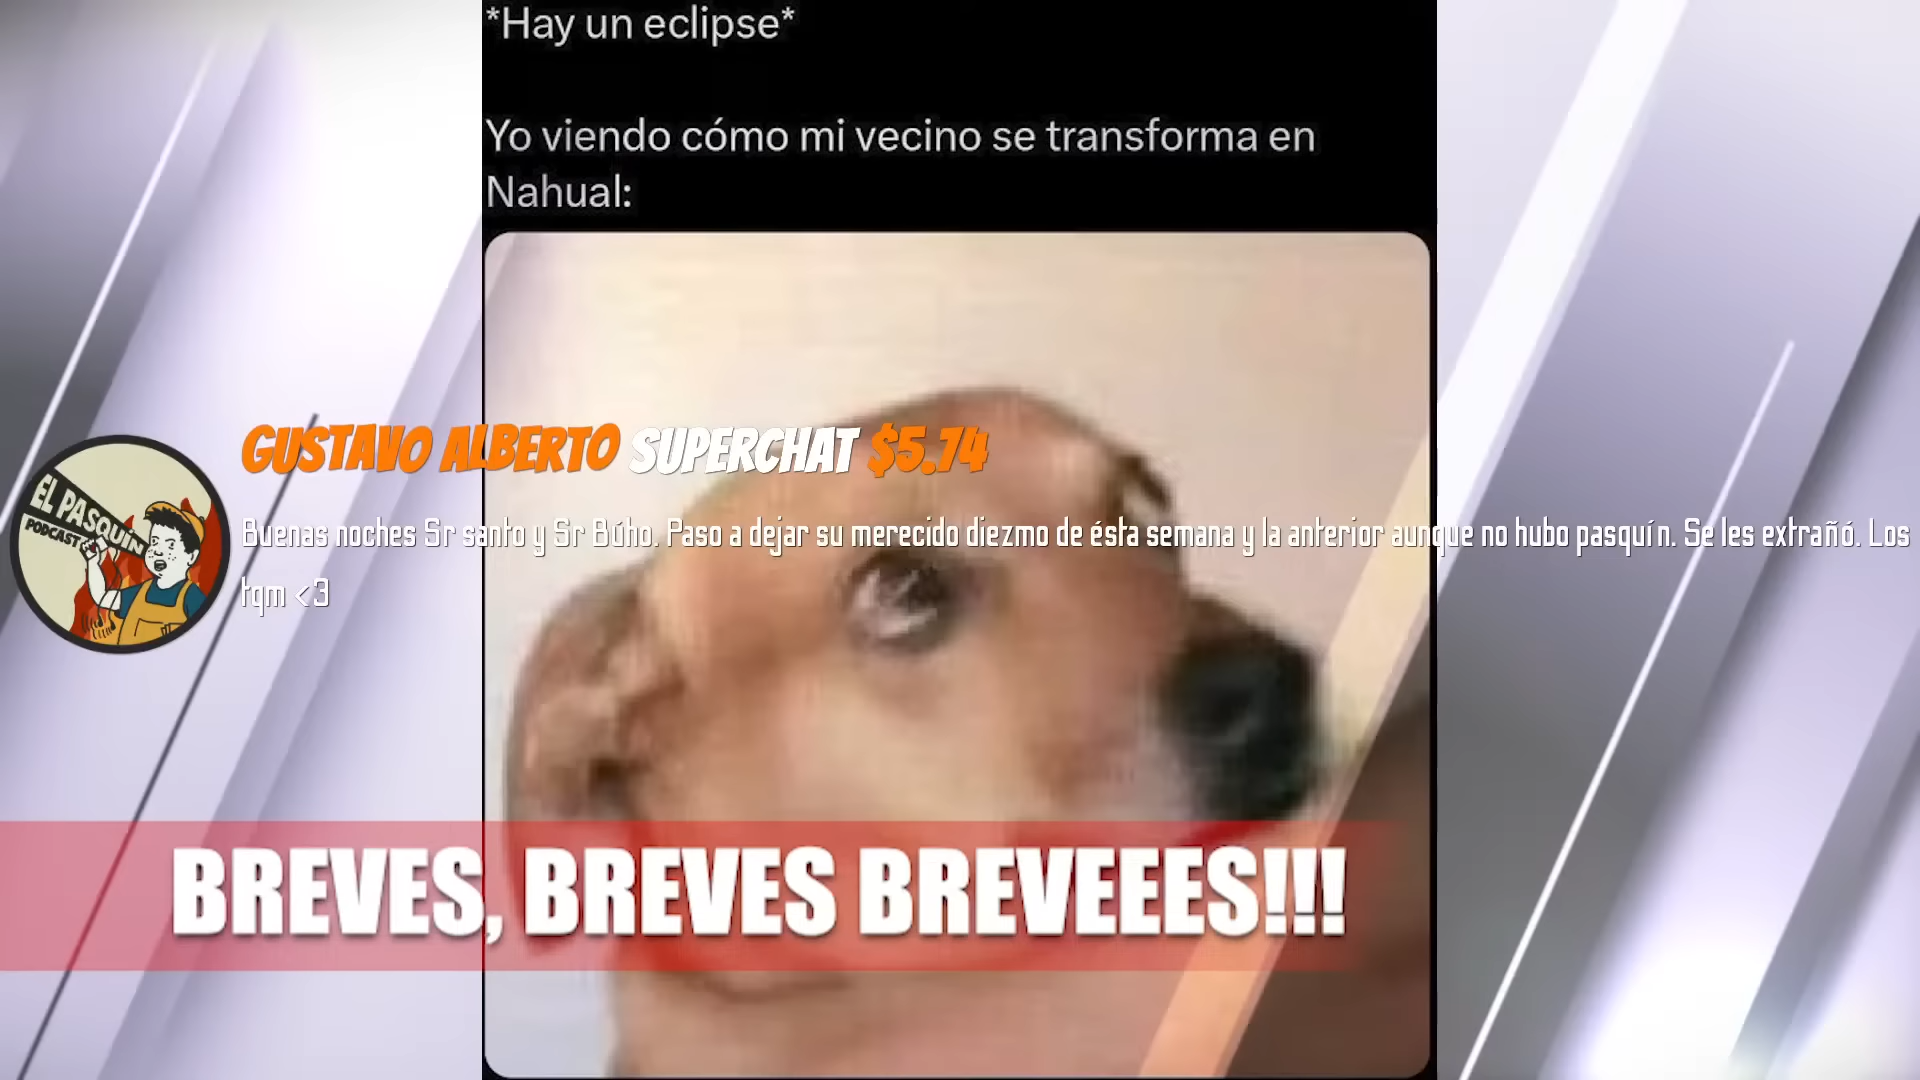 *Hay un eclipse*
Yo viendo cómo mi vecino se transforma en
Nahual:
GUSTAVO ALBERTO SUPERCHAT $5.74
EL PASQUÍN
PODCAST
Buenas noches Sr santo y Sr Búho. Paso a dejar su merecido diezmo de ésta semana y la anterior aunque no hubo pasquín. Se les extrañó. Los
tqm <3
BREVES, BREVES BREVEEES!!!